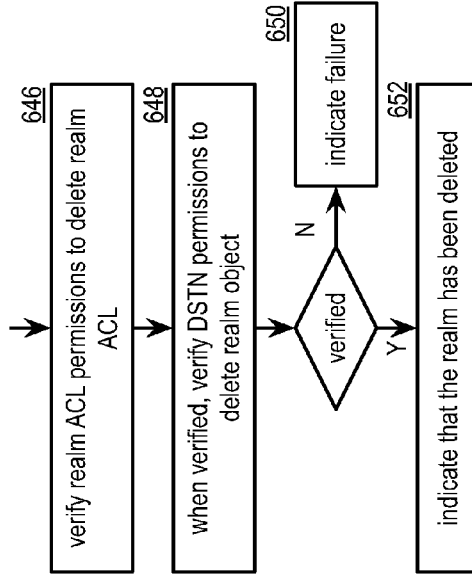 646
verify realm ACL permissions to delete realm
ACL
648
when verified, verify DSTN permissions to
delete realm object
verified
N
650
indicate failure
Y
652
indicate that the realm has been deleted